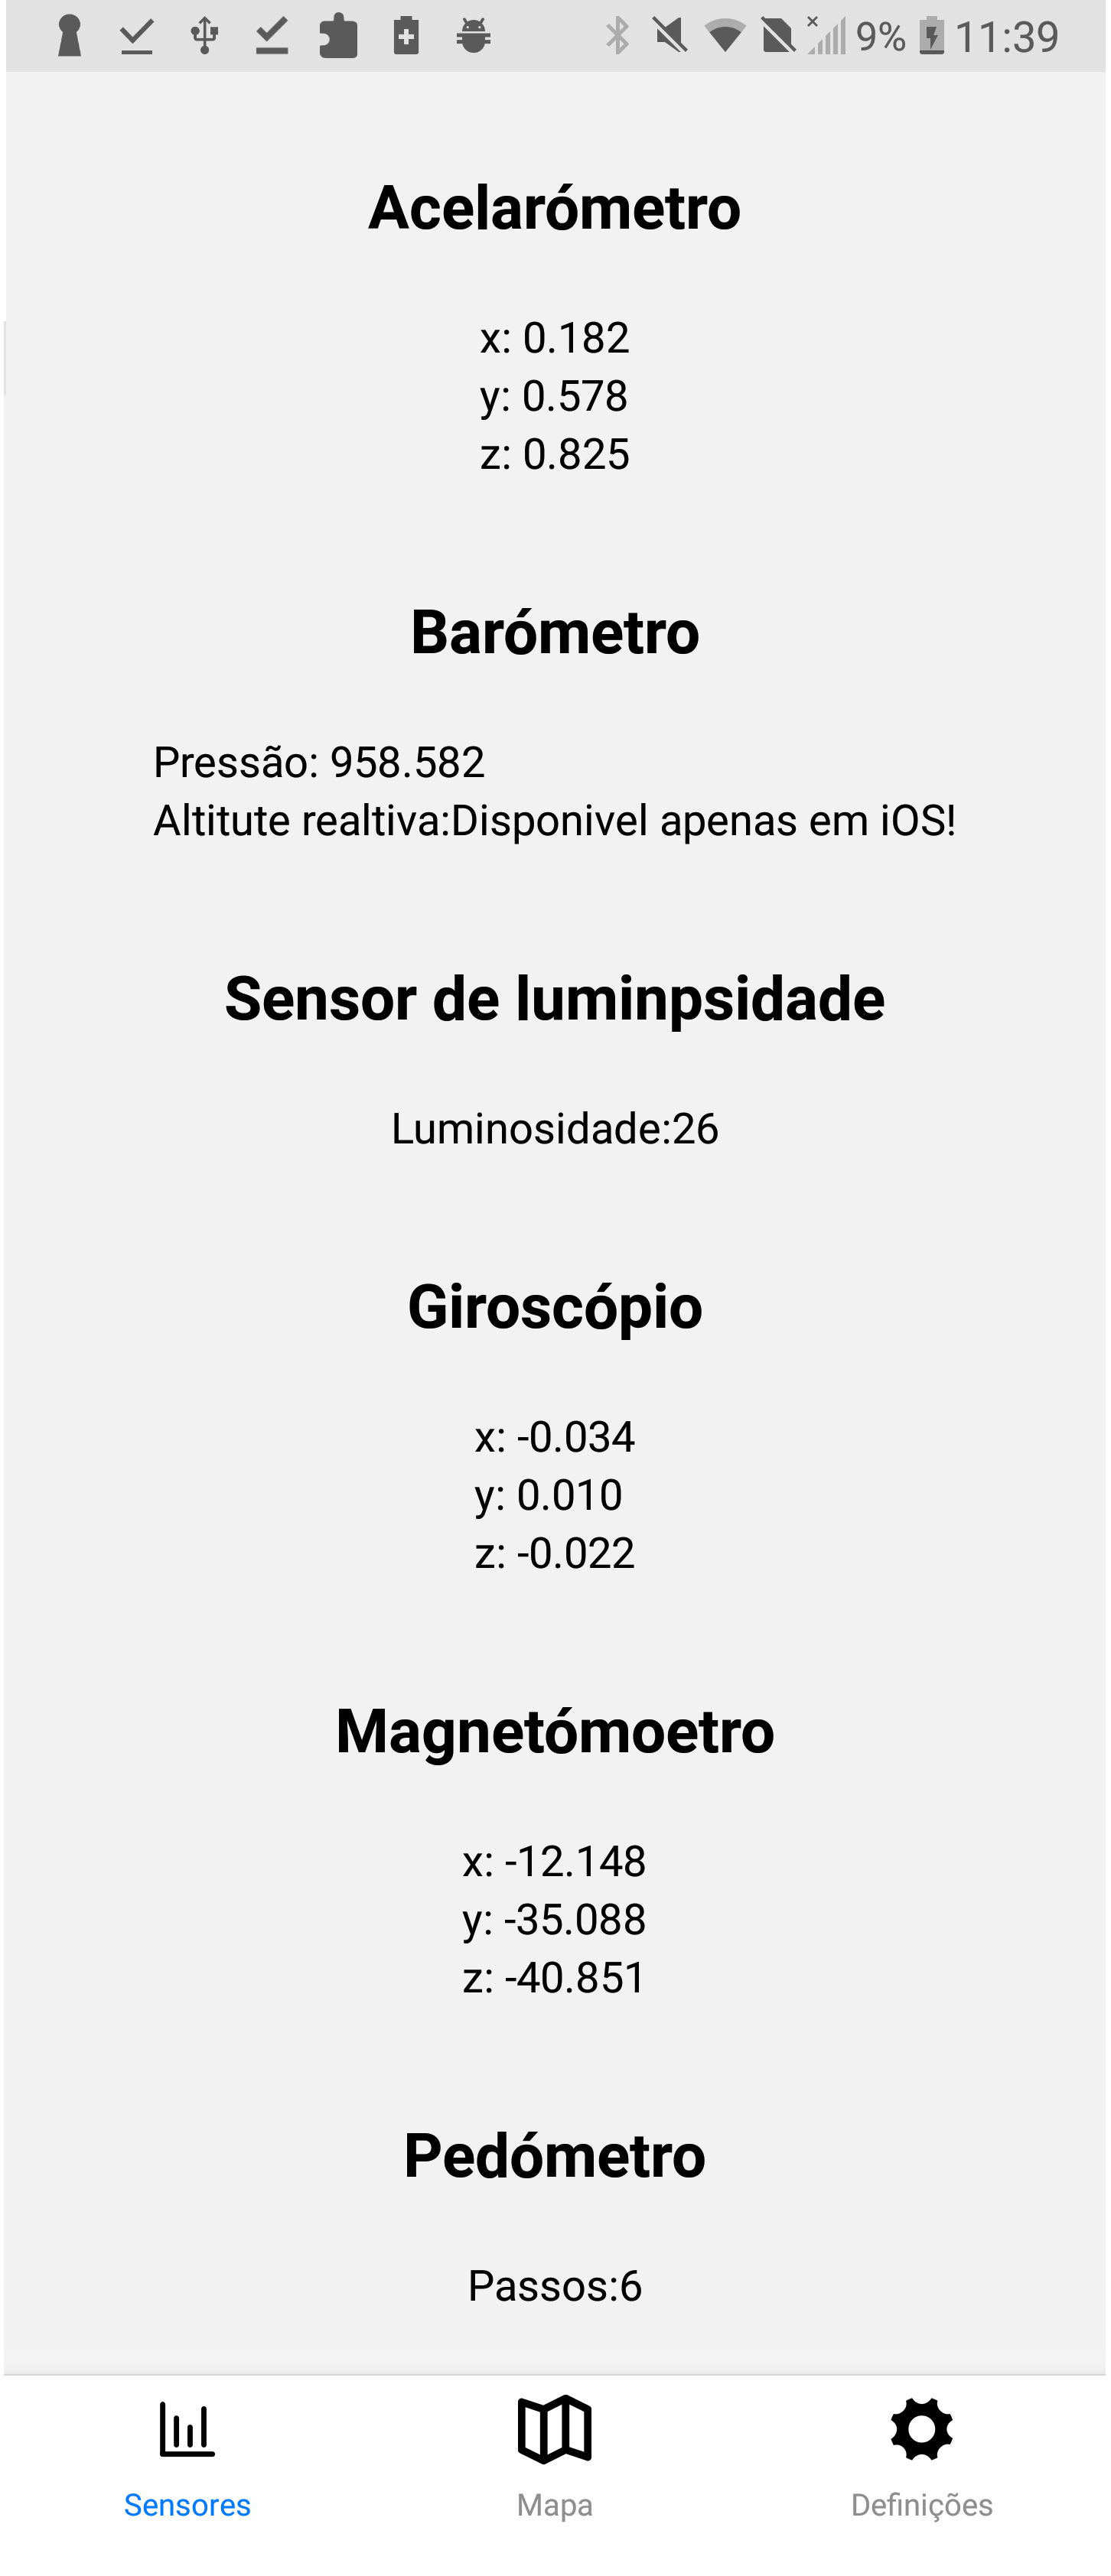 9% 11:39
Acelarómetro
x: 0.182
y: 0.578
z: 0.825
Barómetro
Pressão: 958.582
Altitute realtiva:Disponivel apenas em iOS!
Sensor de luminpsidade
Luminosidade:26
Giroscópio
x: -0.034
y: 0.010
z: -0.022
Magnetómoetro
x: -12.148
y: -35.088
z: -40.851
Pedómetro
Passos:6
Sensores Mapa Definições